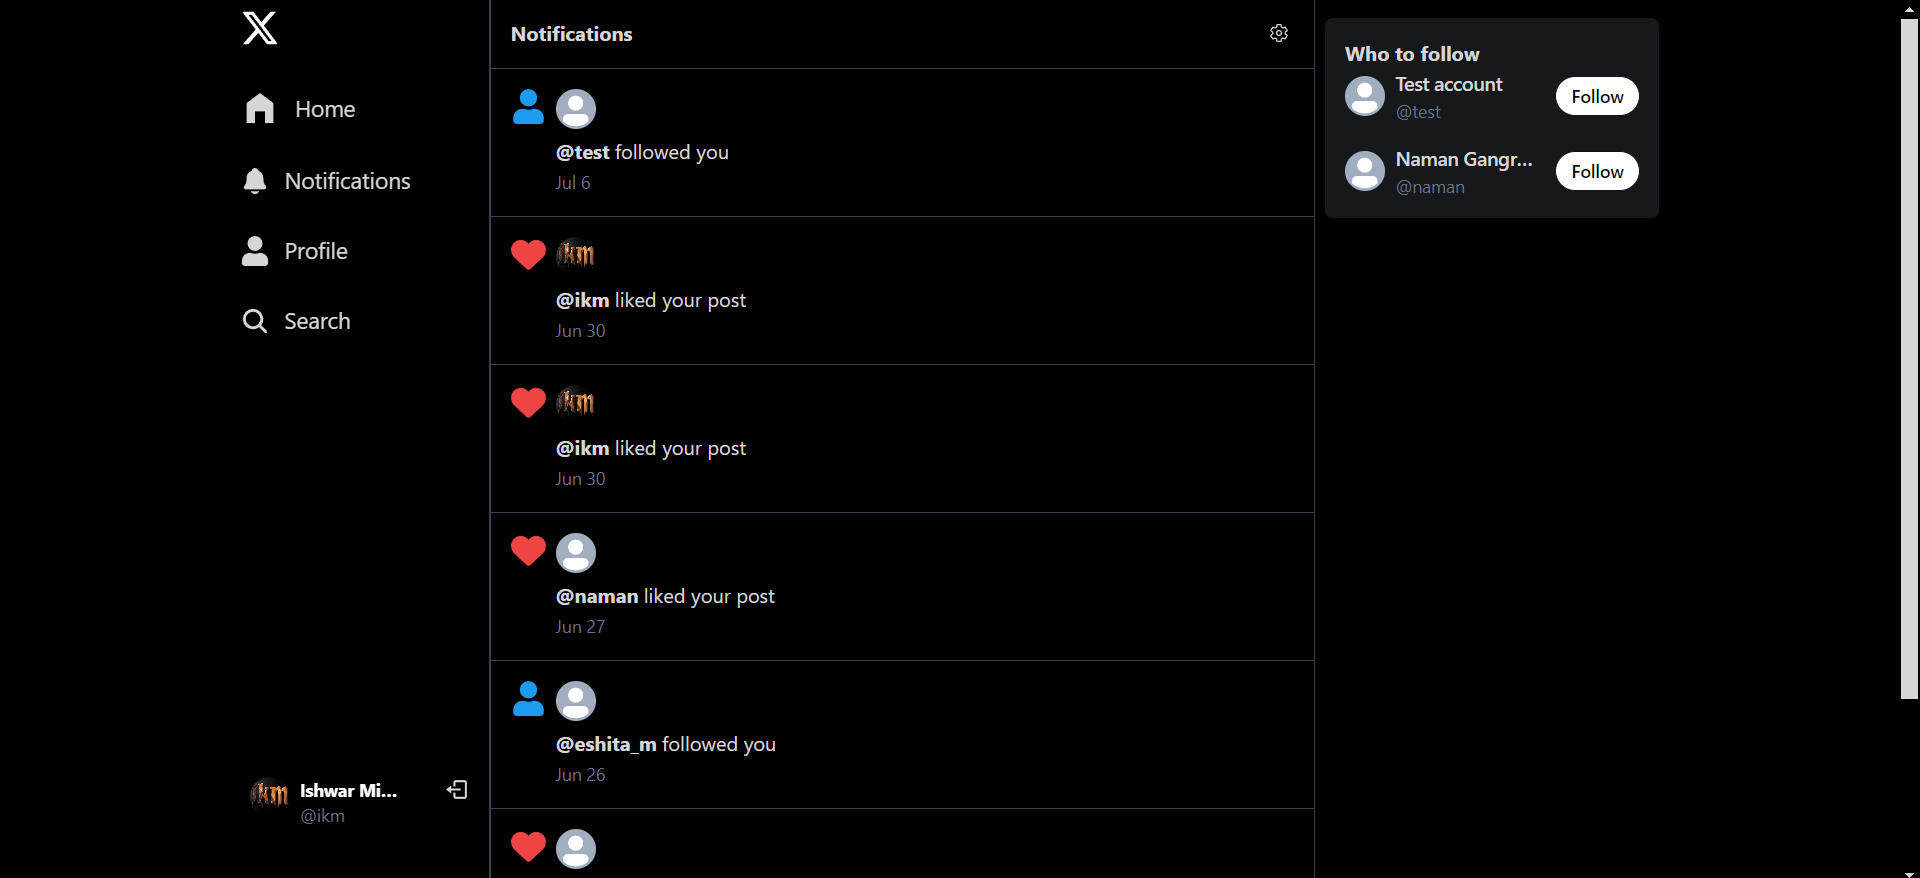 Home
Notifications
Profile
Search
Ishwar Mi...
@ikm
Notifications
@test followed you
Jul 6
ikm
@ikm liked your post
Jun 30
ikm
@ikm liked your post
Jun 30
@naman liked your post
Jun 27
@eshita_m followed you
Jun 26
Who to follow
Test account
@test
Follow
Naman Gangr...
@naman
Follow
ikm